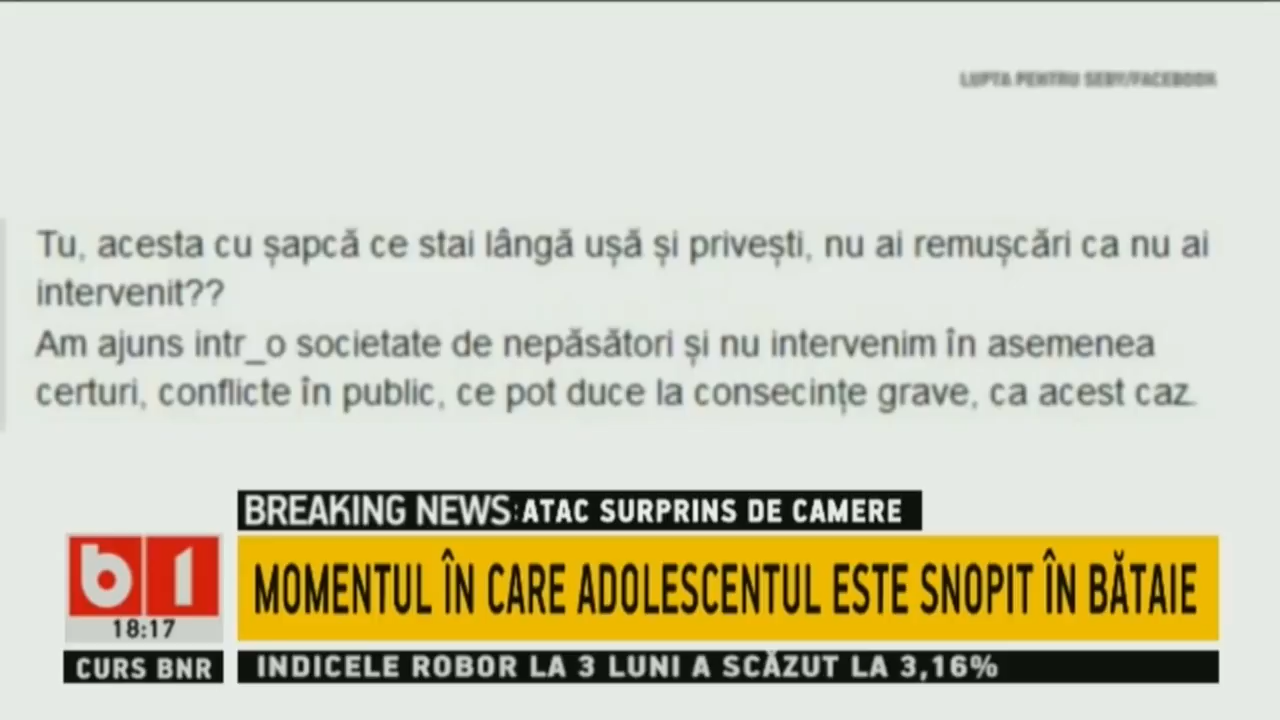 LUPTA PENTRU SEBY/FACEBOOK
Tu, acesta cu șapcă ce stai lângă ușă și privești, nu ai remușcări ca nu ai
intervenit??
Am ajuns intr_o societate de nepăsători și nu intervenim în asemenea
certuri, conflicte în public, ce pot duce la consecințe grave, ca acest caz.
BREAKING NEWS: ATAC SURPRINS DE CAMERE
MOMENTUL ÎN CARE ADOLESCENTUL ESTE SNOPIT ÎN BĂTAIE
b1
18:17
CURS BNR
INDICELE ROBOR LA 3 LUNI A SCĂZUT LA 3,16%